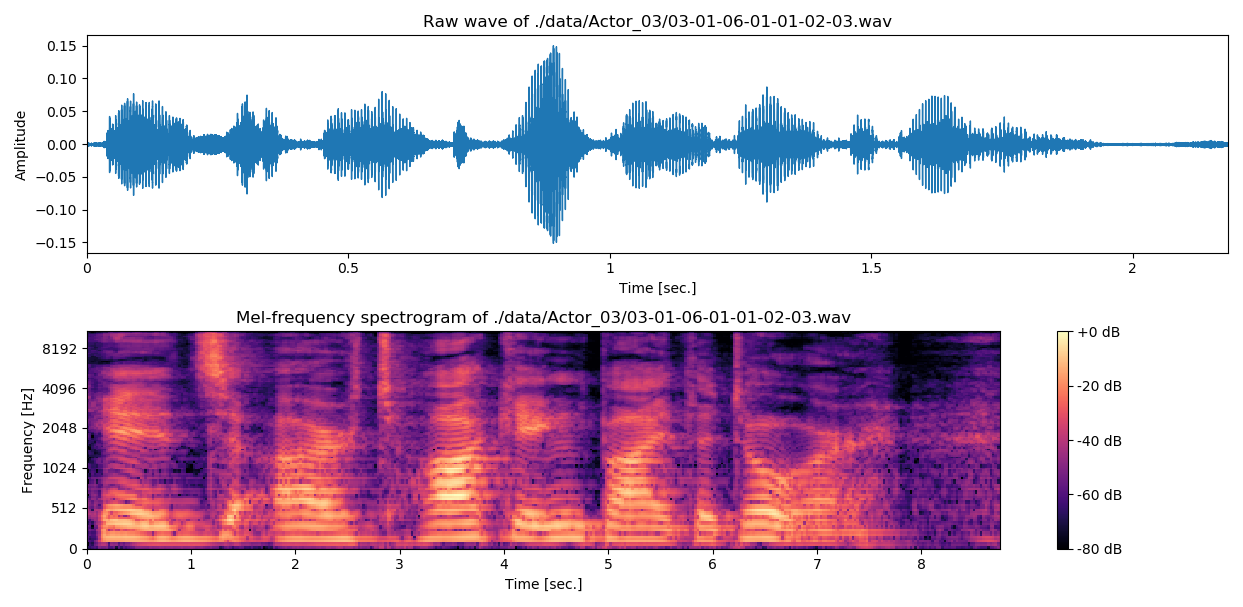 Raw wave of ./data/Actor_03/03-01-06-01-01-02-03.wav
Amplitude
0.15
0.10
0.05
0.00
−0.05
−0.10
−0.15
0 0.5 1 1.5 2
Time [sec.]
Mel-frequency spectrogram of ./data/Actor_03/03-01-06-01-01-02-03.wav
Frequency [Hz]
8192
4096
2048
1024
512
0
0 1 2 3 4 5 6 7 8
Time [sec.]
+0 dB
-20 dB
-40 dB
-60 dB
-80 dB